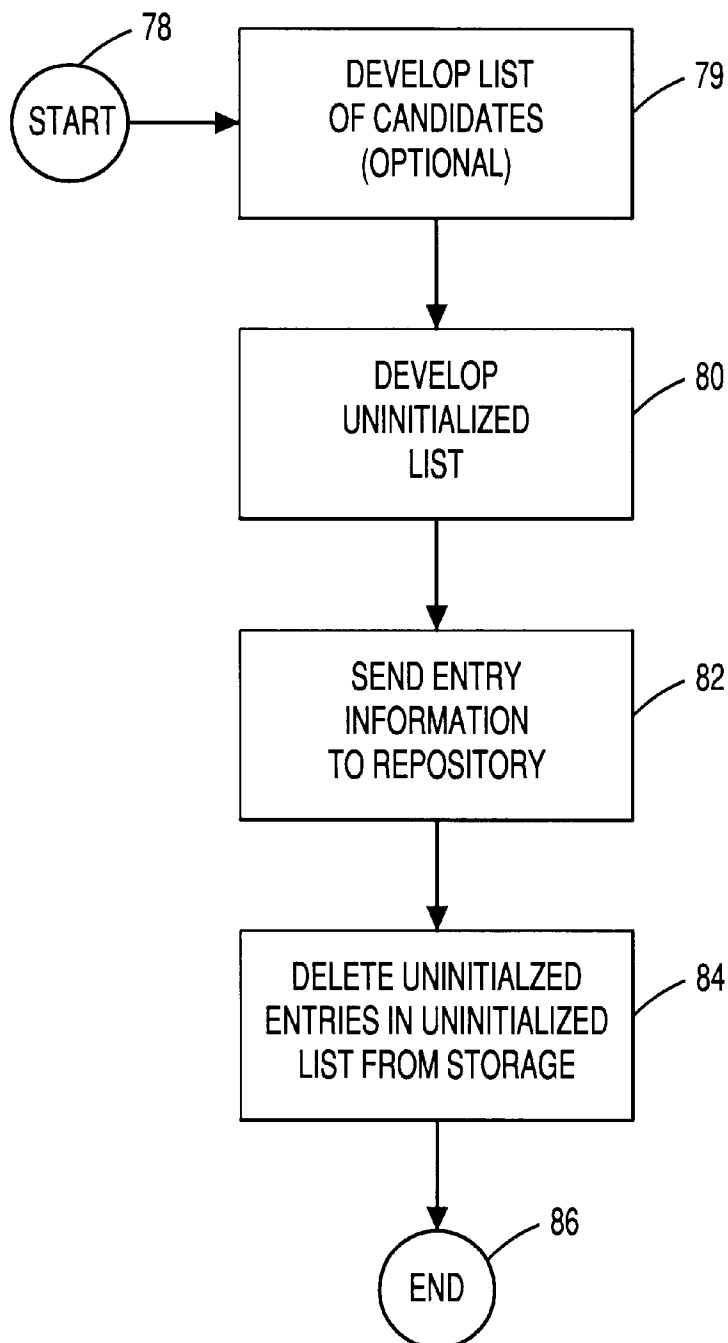 78
START
DEVELOP LIST
OF CANDIDATES
(OPTIONAL)
79
DEVELOP
UNINITIALIZED
LIST
80
SEND ENTRY
INFORMATION
TO REPOSITORY
82
DELETE UNINITIALZED
ENTRIES IN UNINITIALIZED
LIST FROM STORAGE
84
86
END